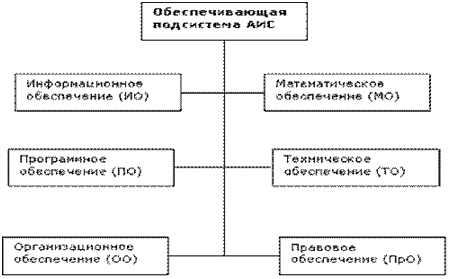 Обеспечивающая
подсистема АИС
Информационное
обеспечение (ИО)
Математическое
обеспечение (МО)
Программное
обеспечение (ПО)
Техническое
обеспечение (ТО)
Организационное
обеспечение (ОО)
Правовое
обеспечение (ПрО)